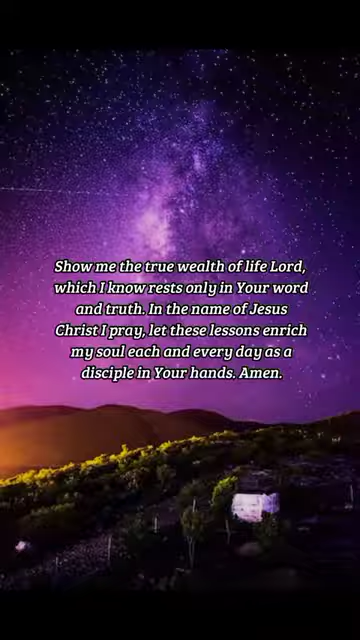 Show me the true wealth of life Lord,
which I know rests only in Your word
and truth. In the name of Jesus
Christ I pray, let these lessons enrich
my soul each and every day as a
disciple in Your hands. Amen.